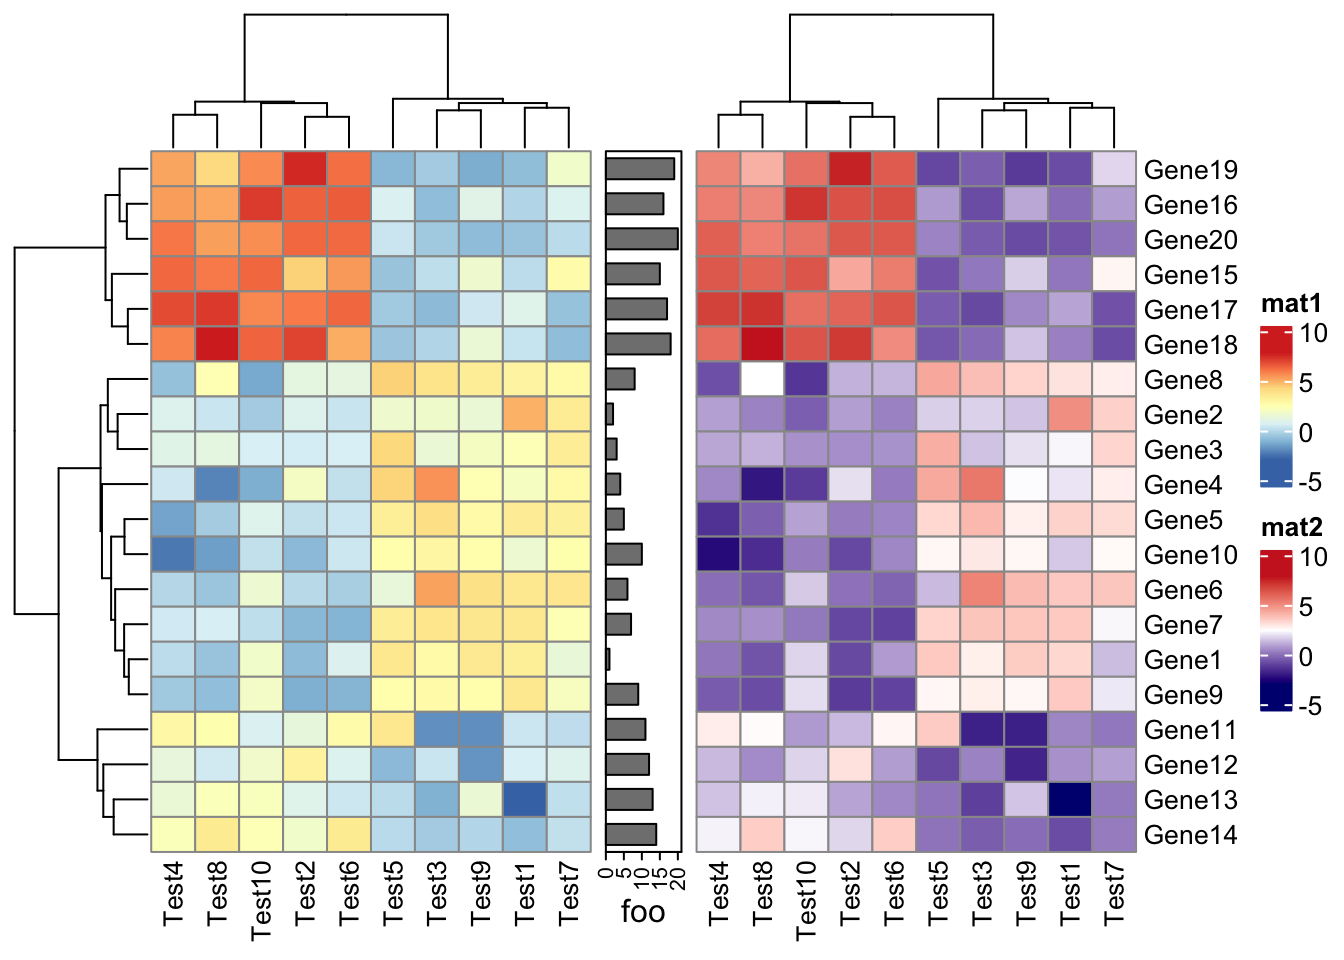 Gene19
Gene16
Gene20
Gene15
Gene17
Gene18
Gene8
Gene2
Gene3
Gene4
Gene5
Gene10
Gene6
Gene7
Gene1
Gene9
Gene11
Gene12
Gene13
Gene14
mat1
10
5
0
-5
mat2
10
5
0
-5
Test4 Test8 Test10 Test2 Test6 Test5 Test3 Test9 Test1 Test7
0 5 10 15 20
foo
Test4 Test8 Test10 Test2 Test6 Test5 Test3 Test9 Test1 Test7